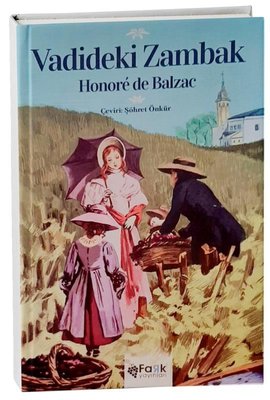 Vadideki Zambak
Honoré de Balzac
Çeviri: Şöhret Önkür
FaRk
yayınları